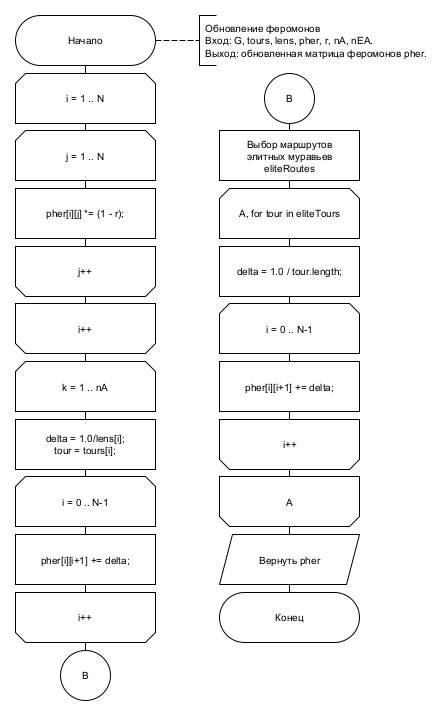 Начало
Обновление феромонов
Вход: G, tours, lens, pher, r, nA, nEA.
Выход: обновленная матрица феромонов pher.
i = 1 .. N
j = 1 .. N
pher[i][j] *= (1 - r);
j++
i++
k = 1 .. nA
delta = 1.0/lens[i];
tour = tours[i];
i = 0 .. N-1
pher[i][i+1] += delta;
i++
B
B
Выбор маршрутов
элитных муравьев
eliteRoutes
A, for tour in eliteTours
delta = 1.0 / tour.length;
i = 0 .. N-1
pher[i][i+1] += delta;
i++
A
Вернуть pher
Конец